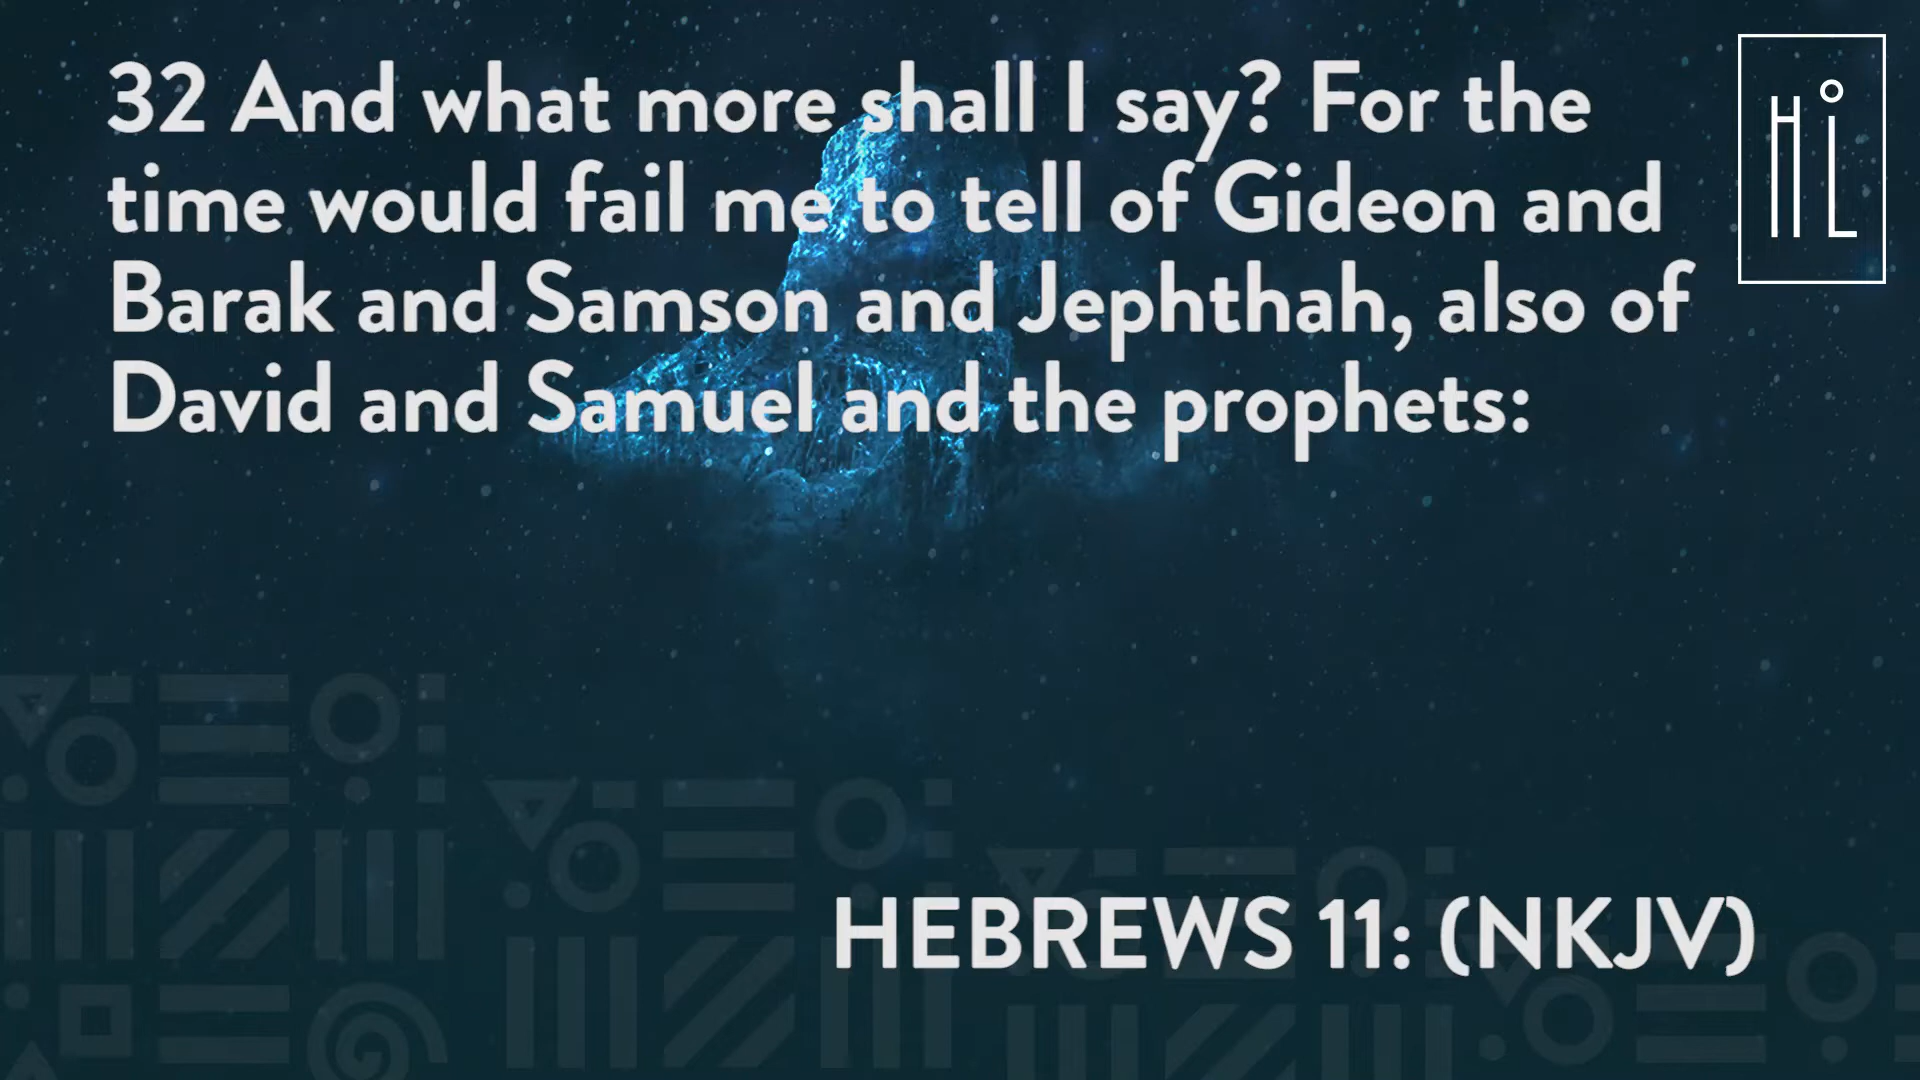 32 And what more shall I say? For the
time would fail me to tell of Gideon and
Barak and Samson and Jephthah, also of
David and Samuel and the prophets:
HiL
HEBREWS 11: (NKJV)